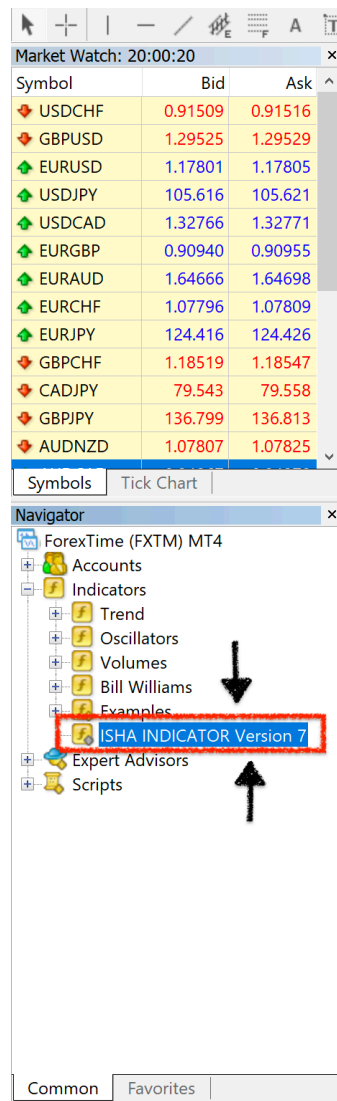 E F A T
Market Watch: 20:00:20 ×
Symbol Bid Ask
USDCHF 0.91509 0.91516
GBPUSD 1.29525 1.29529
EURUSD 1.17801 1.17805
USDJPY 105.616 105.621
USDCAD 1.32766 1.32771
EURGBP 0.90940 0.90955
EURAUD 1.64666 1.64698
EURCHF 1.07796 1.07809
EURJPY 124.416 124.426
GBPCHF 1.18519 1.18547
CADJPY 79.543 79.558
GBPJPY 136.799 136.813
AUDNZD 1.07807 1.07825
Symbols Tick Chart
Navigator ×
ForexTime (FXTM) MT4
Accounts
Indicators
Trend
Oscillators
Volumes
Bill Williams
Examples
ISHA INDICATOR Version 7
Expert Advisors
Scripts
Common Favorites